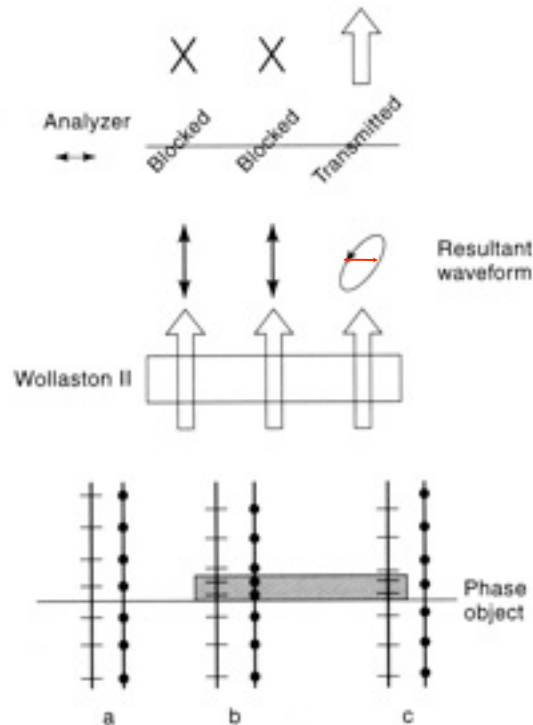 Analyzer
Blocked
Blocked
Transmitted
Resultant
waveform
Wollaston II
Phase
object
a
b
c